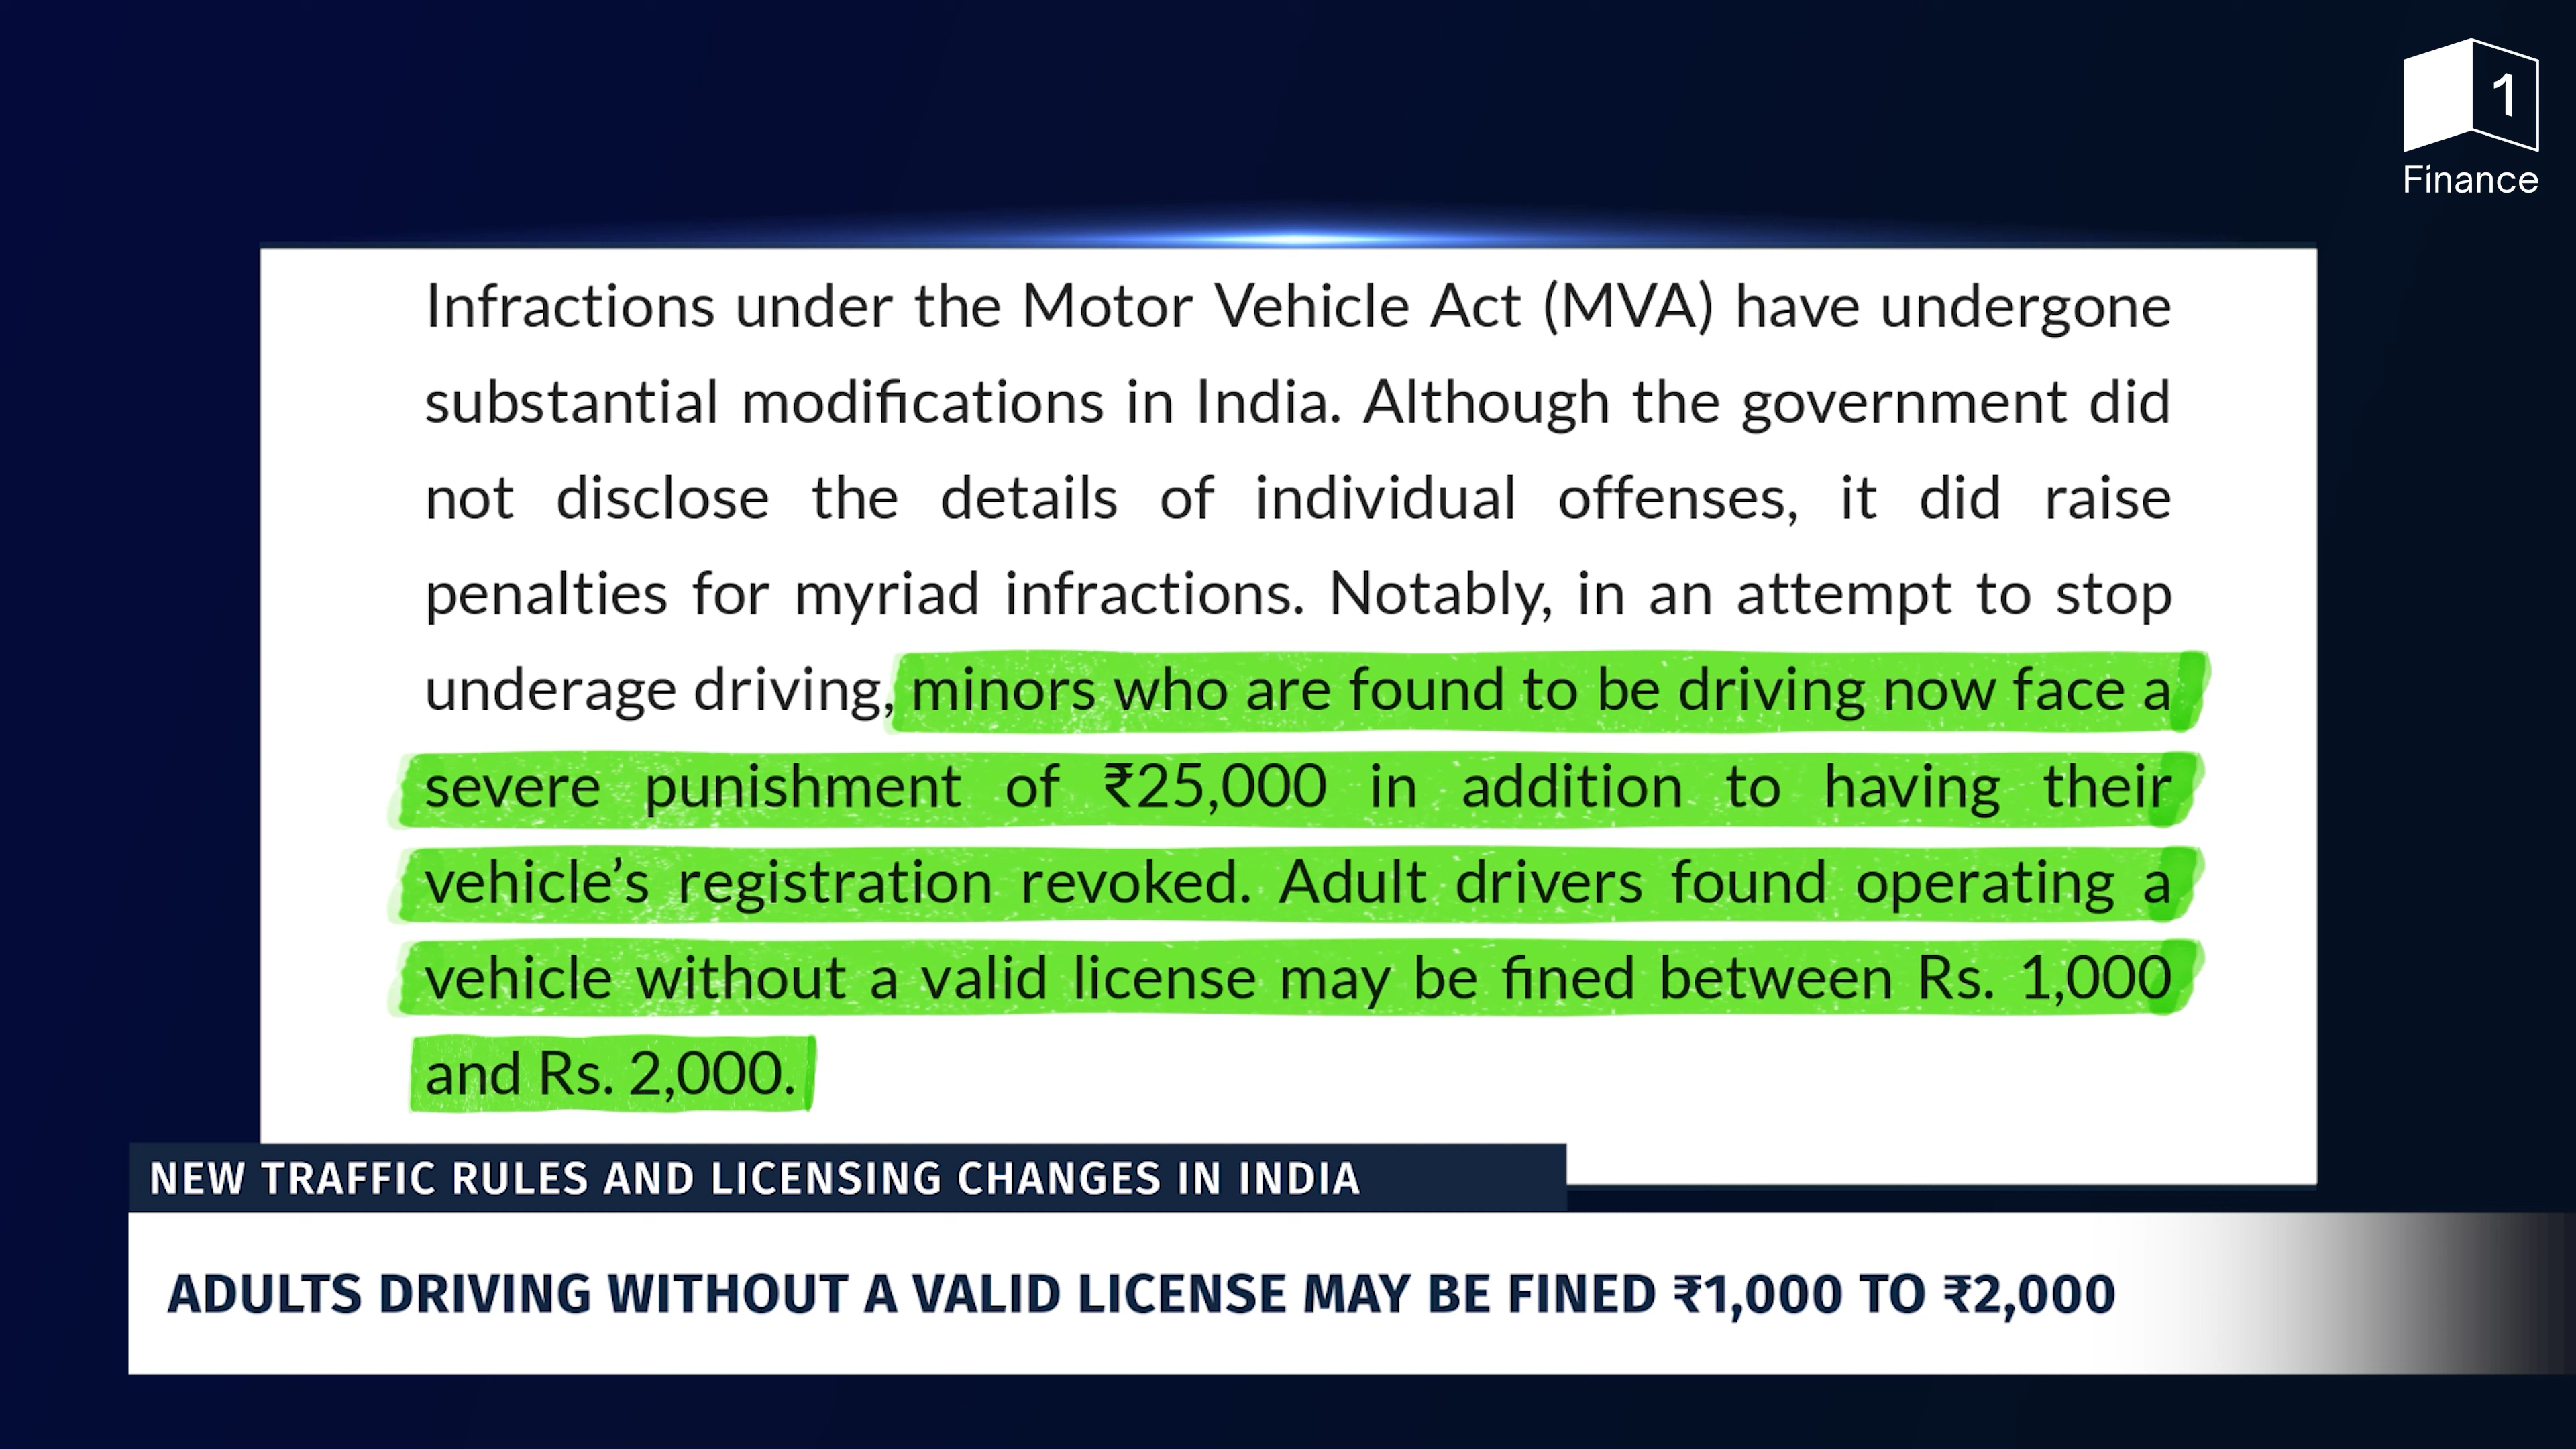 1
Finance
Infractions under the Motor Vehicle Act (MVA) have undergone
substantial modifications in India. Although the government did
not disclose the details of individual offenses, it did raise
penalties for myriad infractions. Notably, in an attempt to stop
underage driving, minors who are found to be driving now face a
severe punishment of ₹25,000 in addition to having their
vehicle’s registration revoked. Adult drivers found operating a
vehicle without a valid license may be fined between Rs. 1,000
and Rs. 2,000.
NEW TRAFFIC RULES AND LICENSING CHANGES IN INDIA
ADULTS DRIVING WITHOUT A VALID LICENSE MAY BE FINED ₹1,000 TO ₹2,000